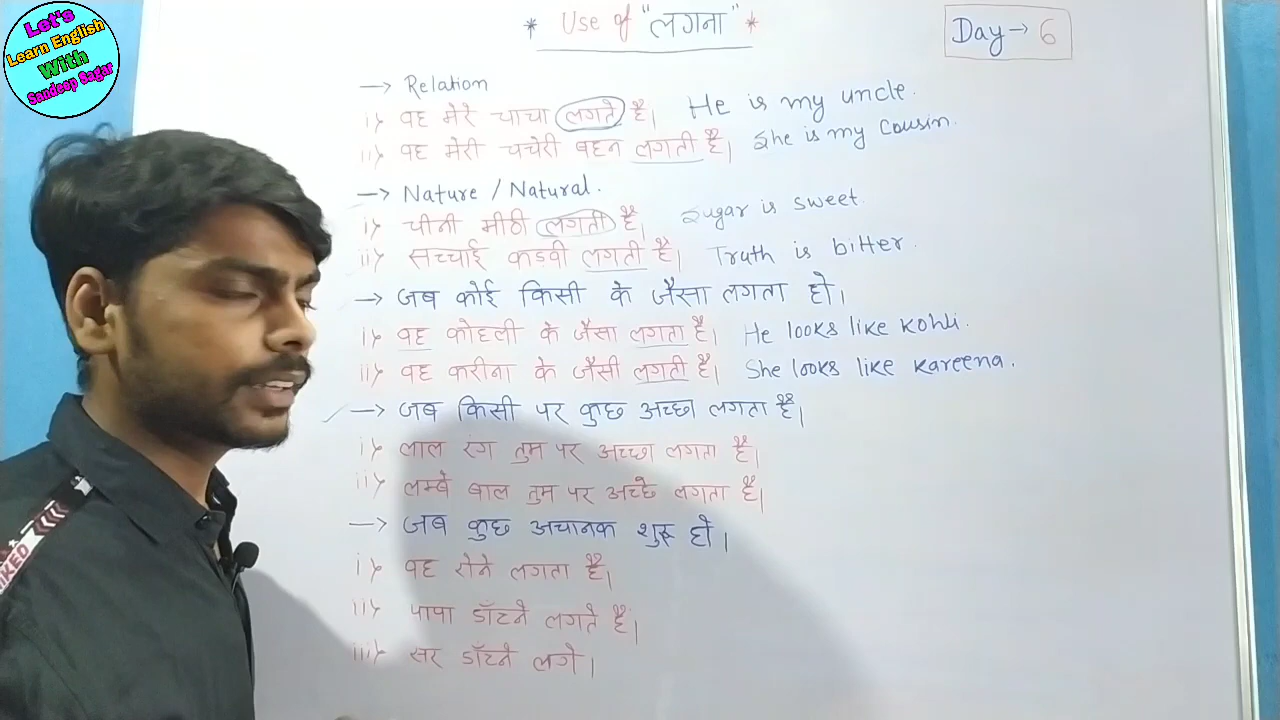 Let's
Learn English
With
Sandeep Sagar
* Use of "लगना" *
Day → 6
→ Relation
i) वह मेरे चाचा लगते है। He is my uncle.
ii) वह मेरी चचेरी बहन लगती है। She is my Cousin.
→ Nature / Natural.
i) चीनी मीठी लगती है। Sugar is sweet.
ii) सच्चाई कड़वी लगती है। Truth is bitter.
→ जब कोई किसी के जैसा लगता हो।
i) वह कोहली के जैसा लगता है। He looks like Kohli.
ii) वह करीना के जैसी लगती है। She looks like Kareena.
→ जब किसी पर कुछ अच्छा लगता है।
i) लाल रंग तुम पर अच्छा लगता है।
ii) लम्बे बाल तुम पर अच्छे लगता है।
→ जब कुछ अचानक शुरू हो।
i) वह रोने लगता है।
ii) पापा डाँटने लगते है।
iii) सर डाँटने लगे।